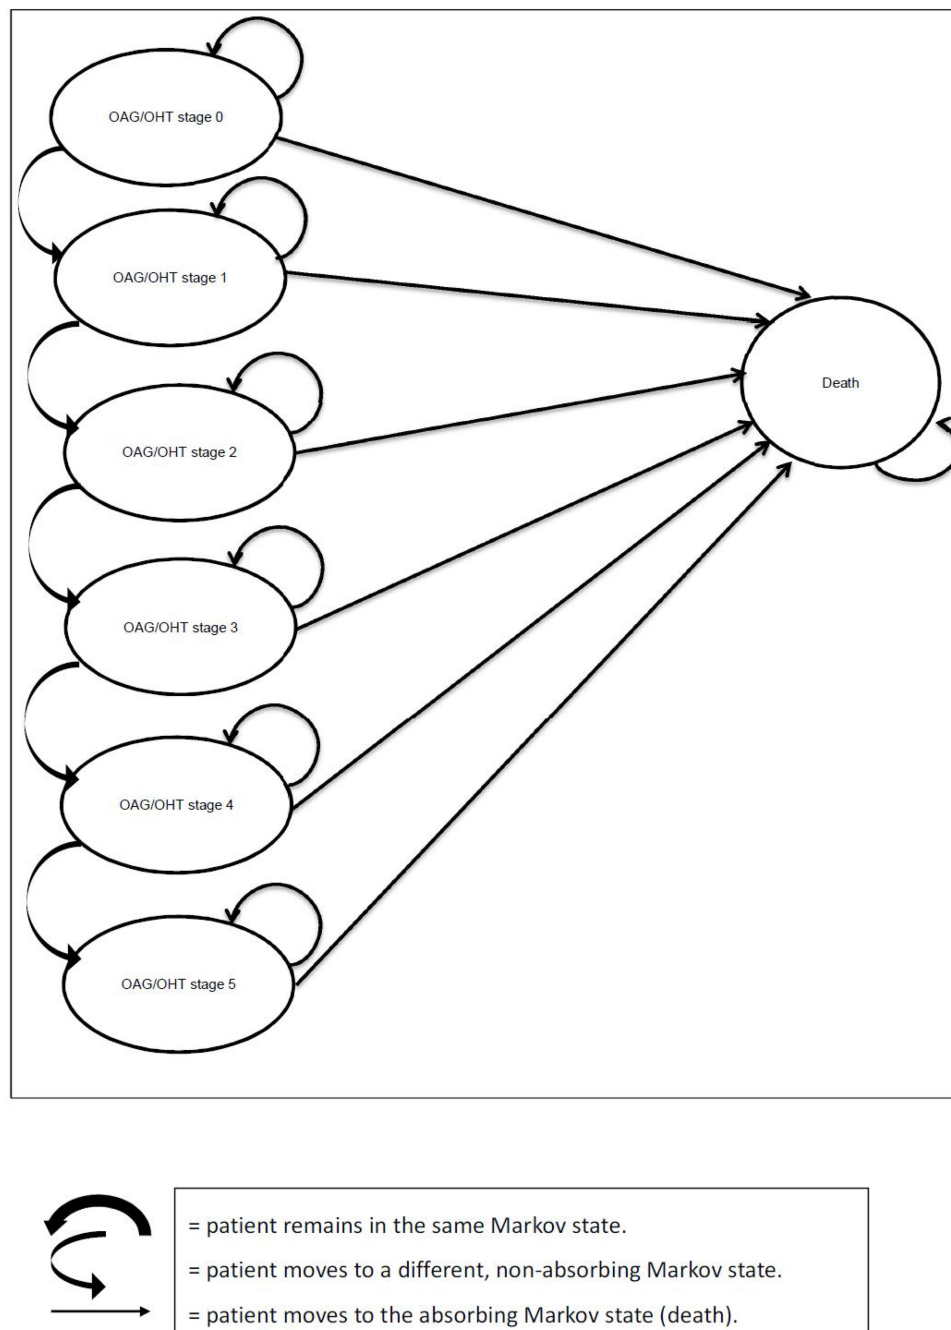 OAG/OHT stage 0
OAG/OHT stage 1
Death
OAG/OHT stage 2
OAG/OHT stage 3
OAG/OHT stage 4
OAG/OHT stage 5
= patient remains in the same Markov state.
= patient moves to a different, non-absorbing Markov state.
= patient moves to the absorbing Markov state (death).